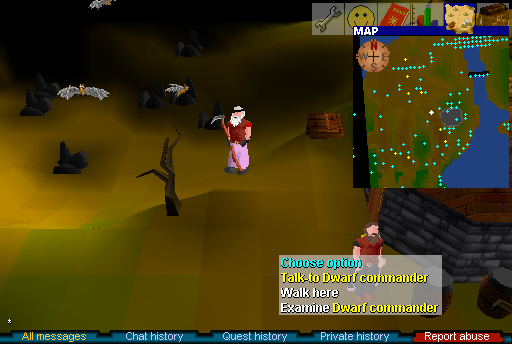 MAP
N
W E
S
Choose option
Talk-to Dwarf commander
Walk here
Examine Dwarf commander
*
All messages Chat history Quest history Private history Report abuse